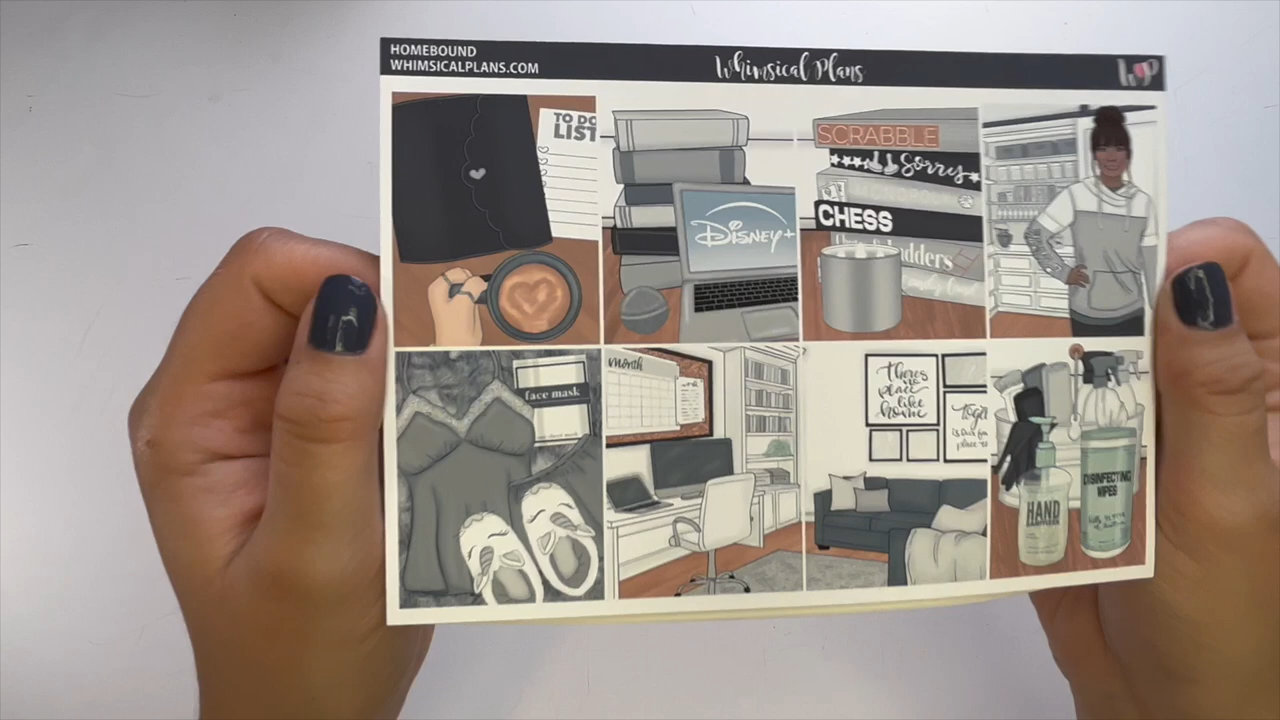 HOMEBOUND
WHIMSICALPLANS.COM
Whimsical Plans
WP
TO DO
LIST
DISNEY+
SCRABBLE
Sorry
CHESS
face mask
month
there's
no
place
like
home
HAND
DISINFECTING
WIPES